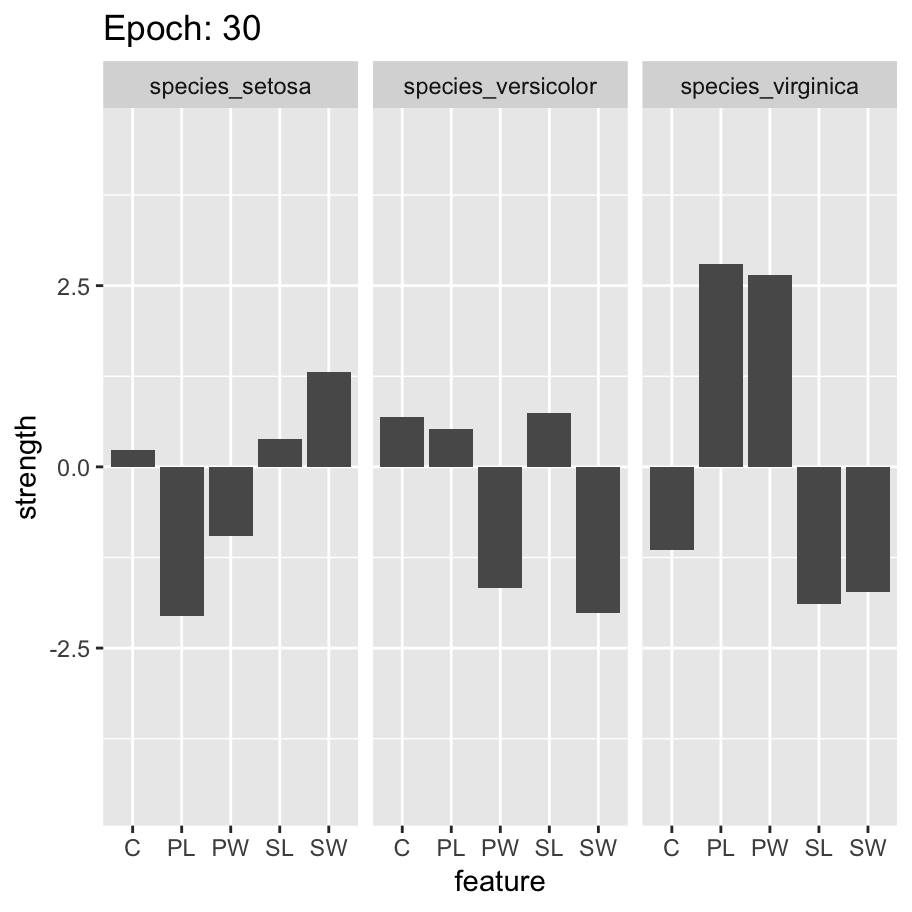 Epoch: 30
species_setosa species_versicolor species_virginica
strength
2.5
0.0
-2.5
C PL PW SL SW C PL PW SL SW C PL PW SL SW
feature